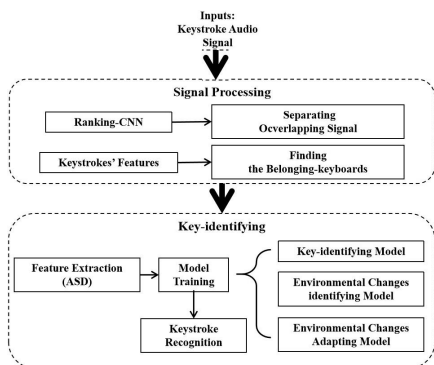 Inputs:
Keystroke Audio
Signal
Signal Processing
Ranking-CNN
Separating
Ocverlapping Signal
Keystrokes' Features
Finding
the Belonging-keyboards
Key-identifying
Feature Extraction
(ASD)
Model
Training
Keystroke
Recognition
Key-identifying Model
Environmental Changes
identifying Model
Environmental Changes
Adapting Model